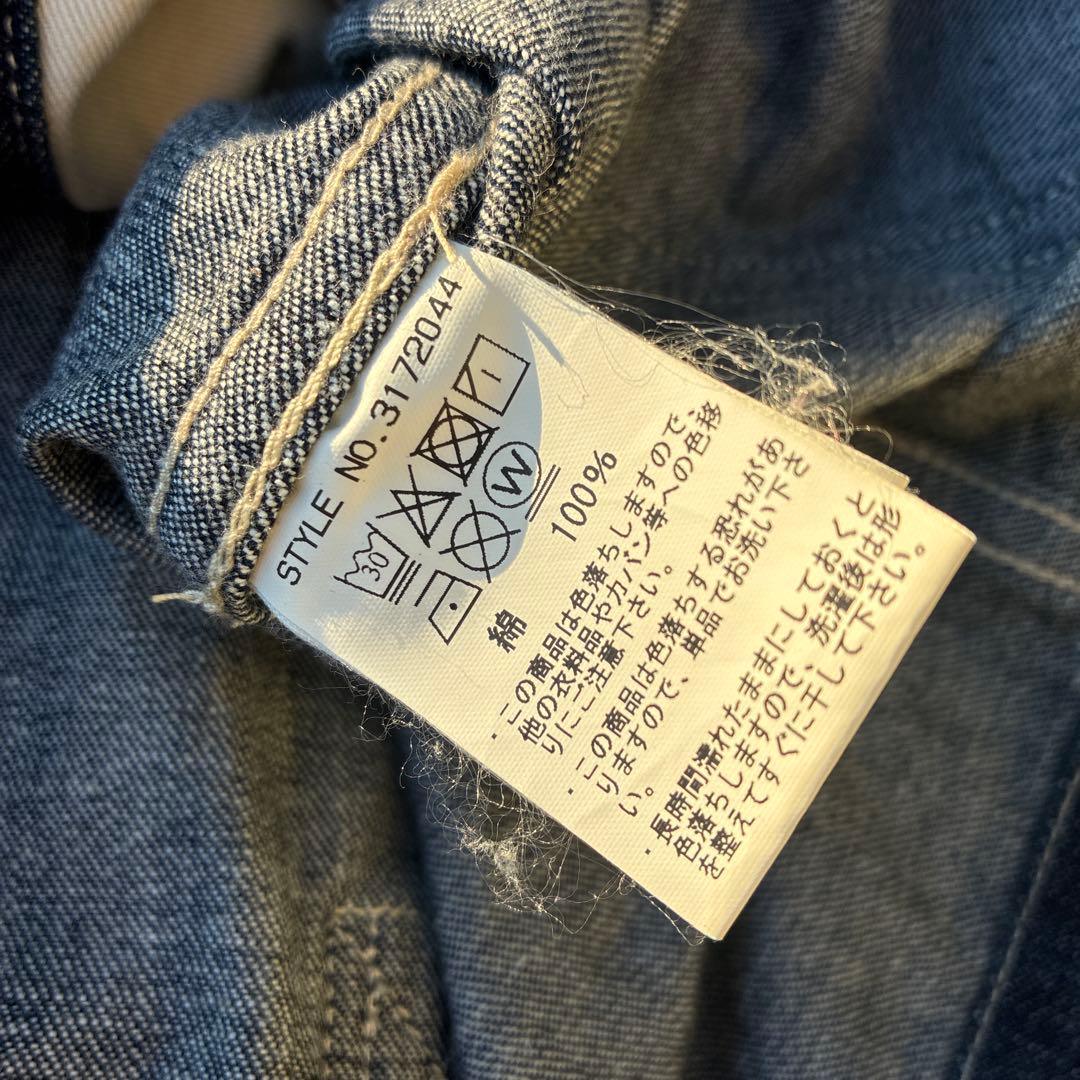 STYLE NO.3172044
30
W
綿 100%
・この商品は色落ちしますので、
他の衣料品やカバン等への色移
りにご注意下さい。
・この商品は色落ちする恐れがあ
りますので、単品でお洗い下さ
い。
・長時間濡れたままにしておくと
色落ちしますので、洗濯後は形
を整えてすぐに干して下さい。